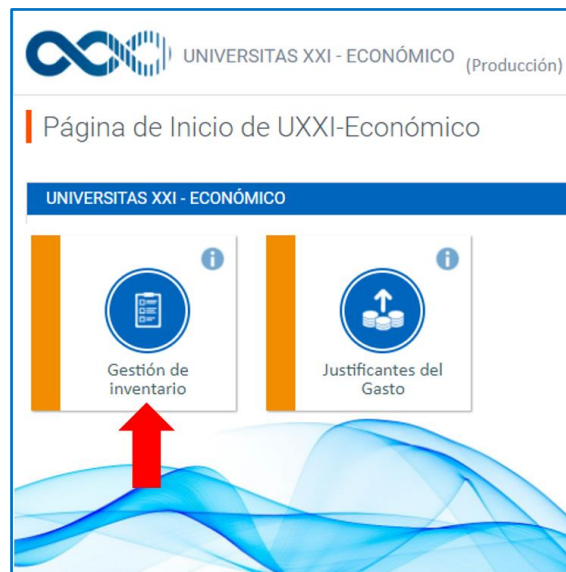 UNIVERSITAS XXI - ECONÓMICO (Producción)
Página de Inicio de UXXI-Económico
UNIVERSITAS XXI - ECONÓMICO
Gestión de
inventario
Justificantes del
Gasto